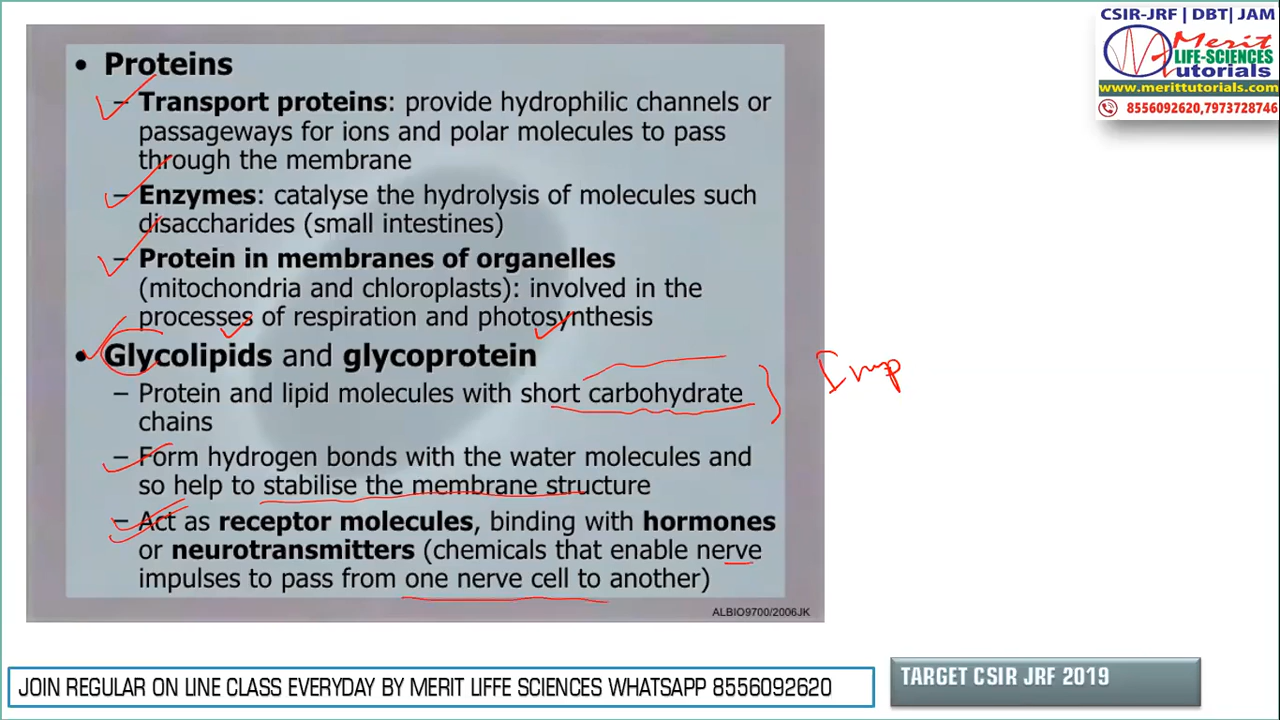 CSIR-JRF | DBT| JAM
Merit
LIFE-SCIENCES
utorials
www.merittutorials.com
8556092620,7973728746
• Proteins
– Transport proteins: provide hydrophilic channels or
passageways for ions and polar molecules to pass
through the membrane
– Enzymes: catalyse the hydrolysis of molecules such
disaccharides (small intestines)
– Protein in membranes of organelles
(mitochondria and chloroplasts): involved in the
processes of respiration and photosynthesis
• Glycolipids and glycoprotein
– Protein and lipid molecules with short carbohydrate
chains
Imp
– Form hydrogen bonds with the water molecules and
so help to stabilise the membrane structure
– Act as receptor molecules, binding with hormones
or neurotransmitters (chemicals that enable nerve
impulses to pass from one nerve cell to another)
ALBIO9700/2006JK
JOIN REGULAR ON LINE CLASS EVERYDAY BY MERIT LIFFE SCIENCES WHATSAPP 8556092620
TARGET CSIR JRF 2019